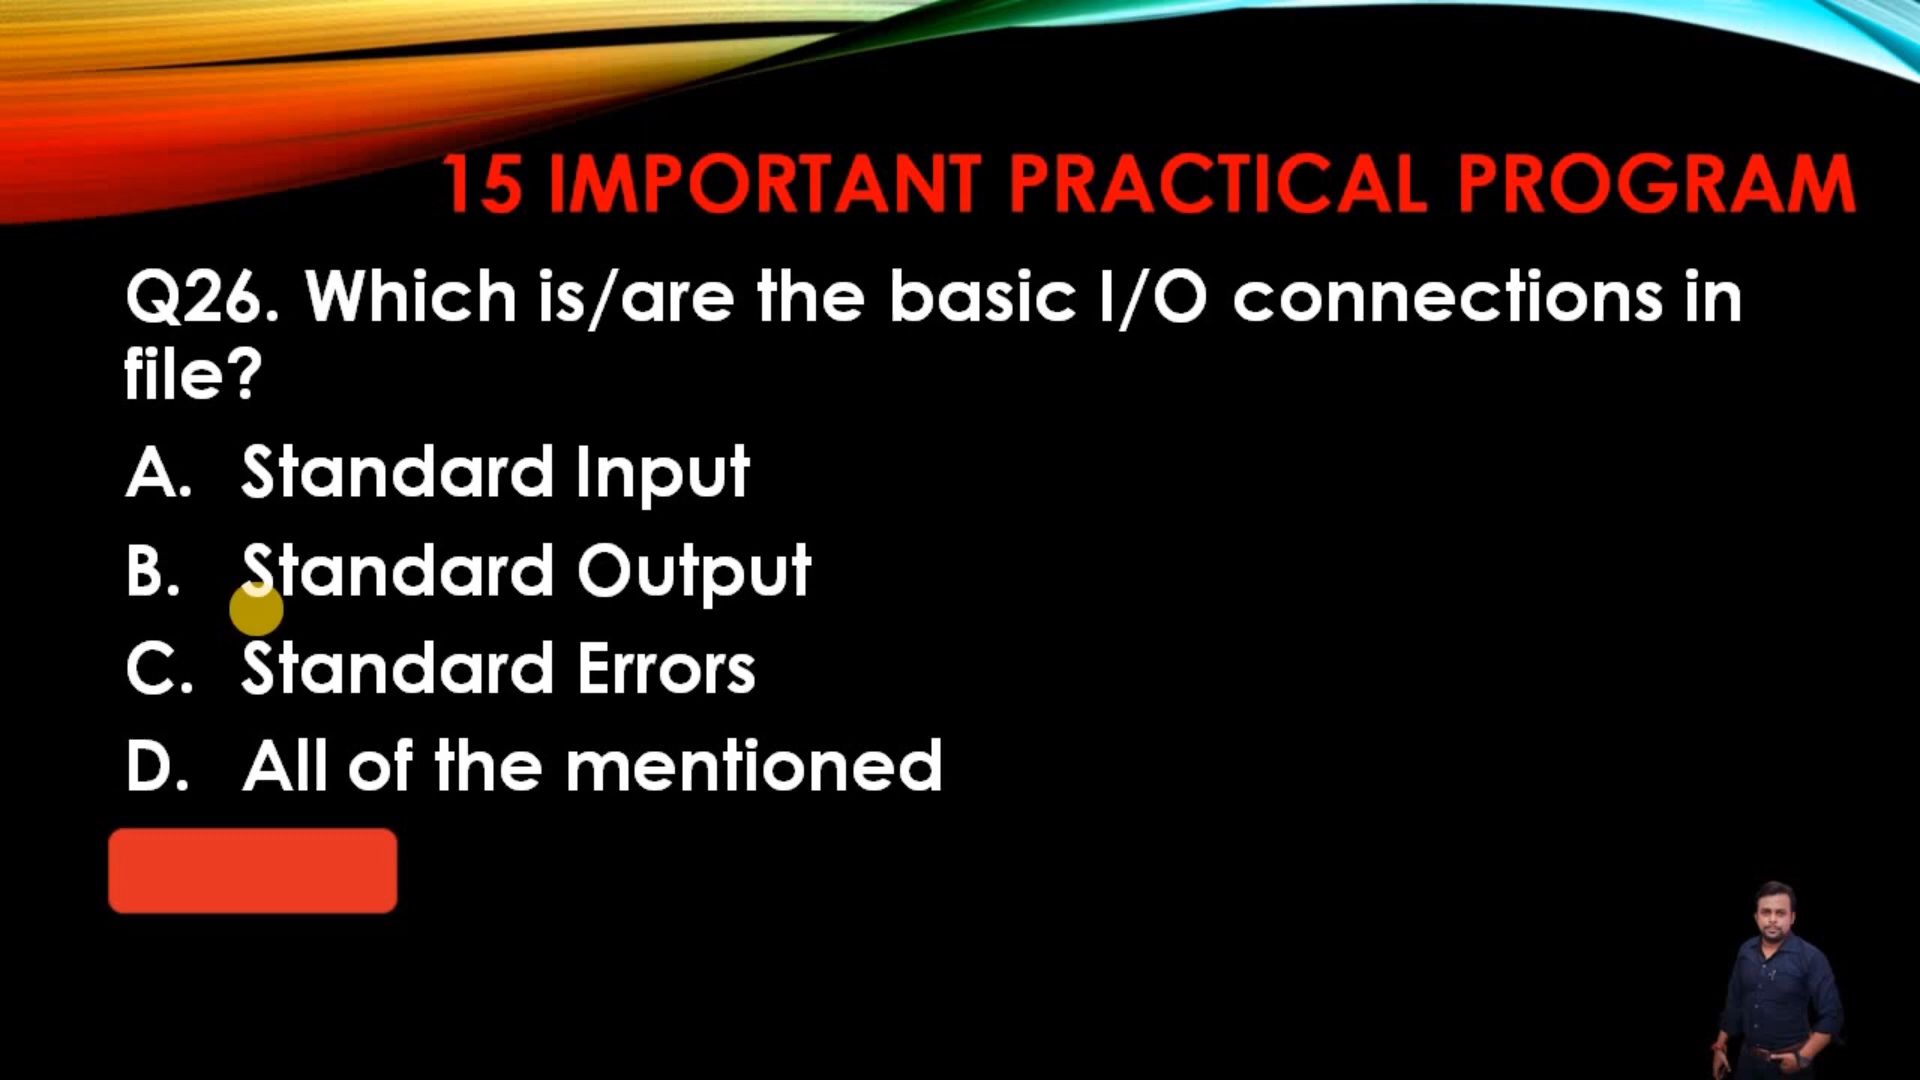 15 IMPORTANT PRACTICAL PROGRAM
Q26. Which is/are the basic I/O connections in
file?
A. Standard Input
B. Standard Output
C. Standard Errors
D. All of the mentioned